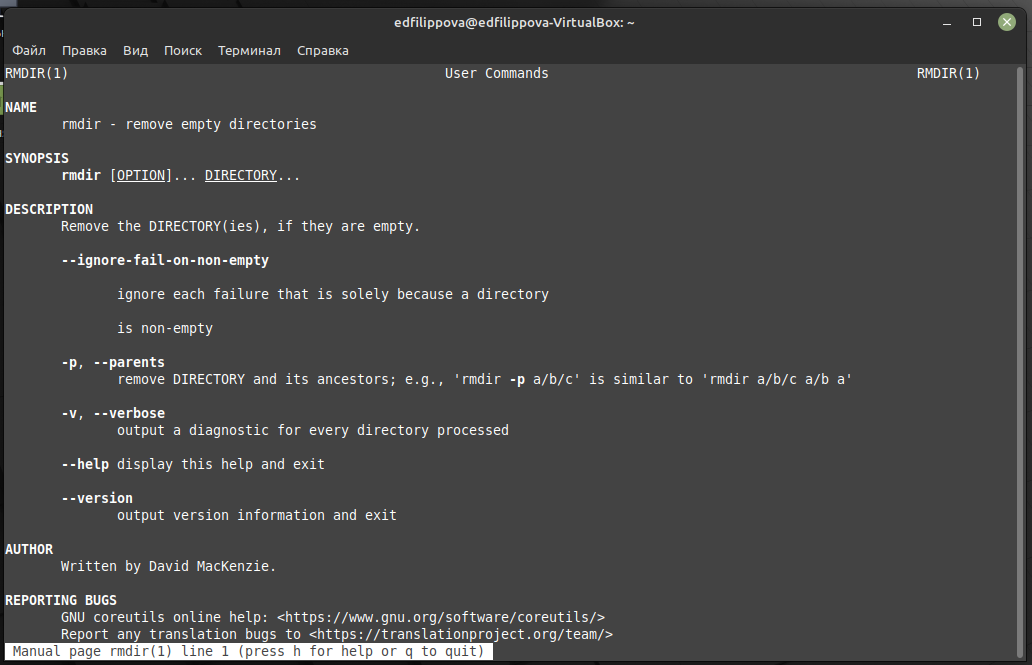 edfilippova@edfilippova-VirtualBox: ~
Файл Правка Вид Поиск Терминал Справка
RMDIR(1) User Commands RMDIR(1)
NAME
rmdir - remove empty directories
SYNOPSIS
rmdir [OPTION]... DIRECTORY...
DESCRIPTION
Remove the DIRECTORY(ies), if they are empty.
--ignore-fail-on-non-empty
ignore each failure that is solely because a directory
is non-empty
-p, --parents
remove DIRECTORY and its ancestors; e.g., 'rmdir -p a/b/c' is similar to 'rmdir a/b/c a/b a'
-v, --verbose
output a diagnostic for every directory processed
--help display this help and exit
--version
output version information and exit
AUTHOR
Written by David MacKenzie.
REPORTING BUGS
GNU coreutils online help: <https://www.gnu.org/software/coreutils/>
Report any translation bugs to <https://translationproject.org/team/>
Manual page rmdir(1) line 1 (press h for help or q to quit)